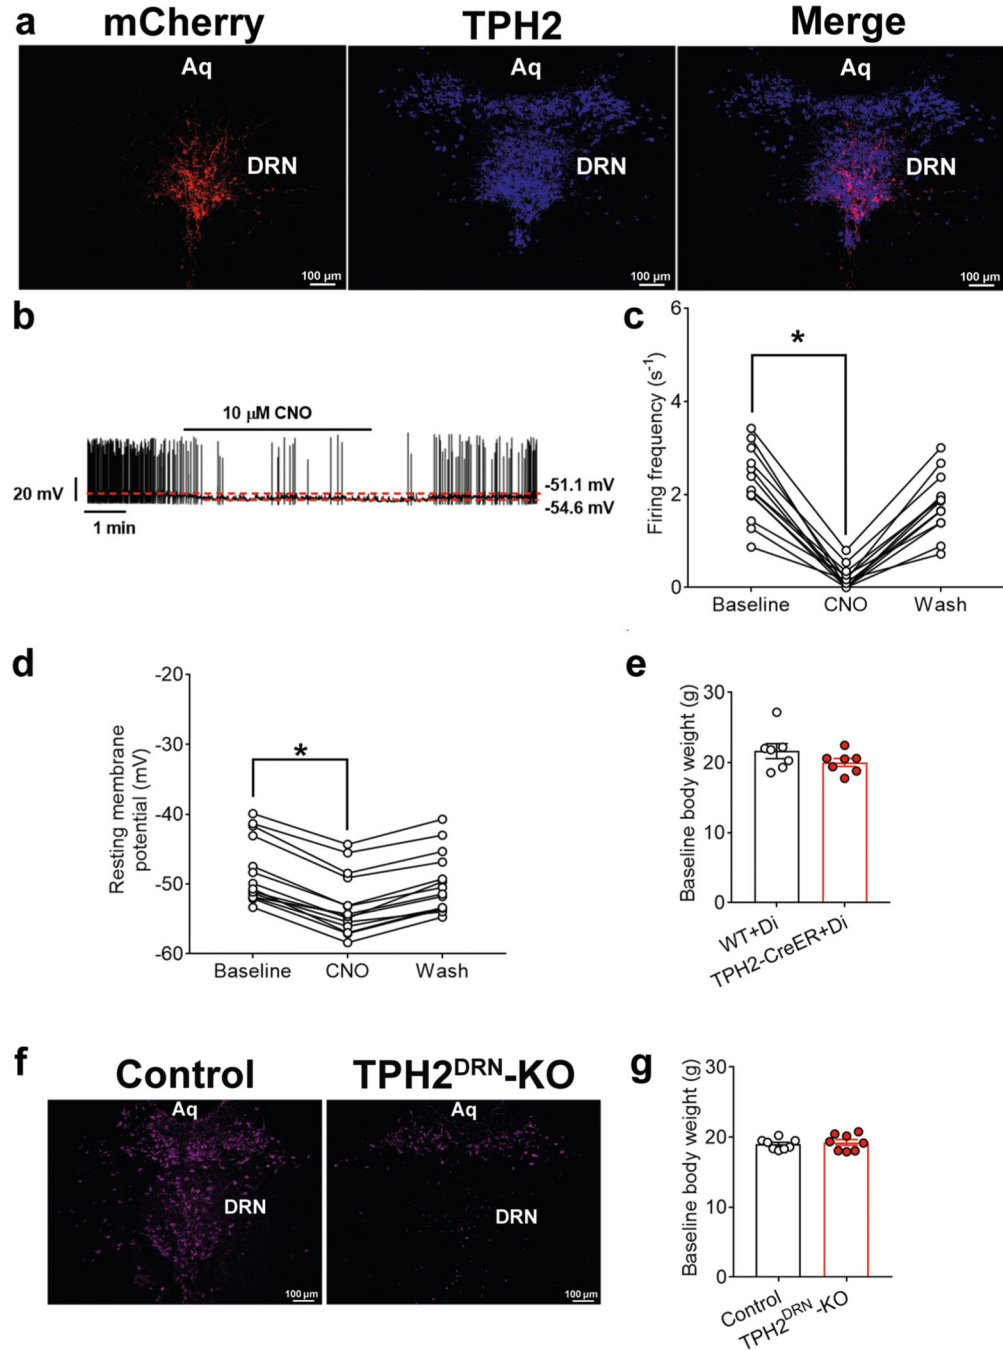 a
mCherry
TPH2
Merge
Aq
DRN
100 µm
Aq
DRN
100 µm
Aq
DRN
100 µm
b
10 µM CNO
20 mV
1 min
-51.1 mV
-54.6 mV
c
Firing frequency (s⁻¹)
6
4
2
0
*
Baseline CNO Wash
d
Resting membrane
potential (mV)
-20
-30
-40
-50
-60
*
Baseline CNO Wash
e
Baseline body weight (g)
30
20
10
0
WT+Di
TPH2-CreER+Di
f
Control
TPH2ᴰᴿᴺ-KO
Aq
DRN
100 µm
Aq
DRN
100 µm
g
Baseline body weight (g)
30
20
10
0
Control
TPH2ᴰᴿᴺ-KO